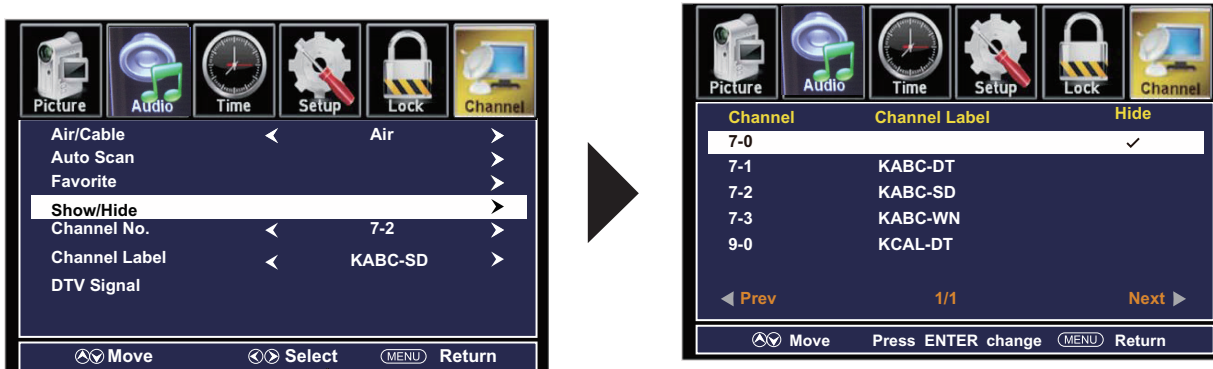 Picture Audio Time Setup Lock Channel
Air/Cable Air
Auto Scan
Favorite
Show/Hide
Channel No. 7-2
Channel Label KABC-SD
DTV Signal
Move Select MENU Return
Picture Audio Time Setup Lock Channel
Channel Channel Label Hide
7-0
7-1 KABC-DT
7-2 KABC-SD
7-3 KABC-WN
9-0 KCAL-DT
Prev 1/1 Next
Move Press ENTER change MENU Return